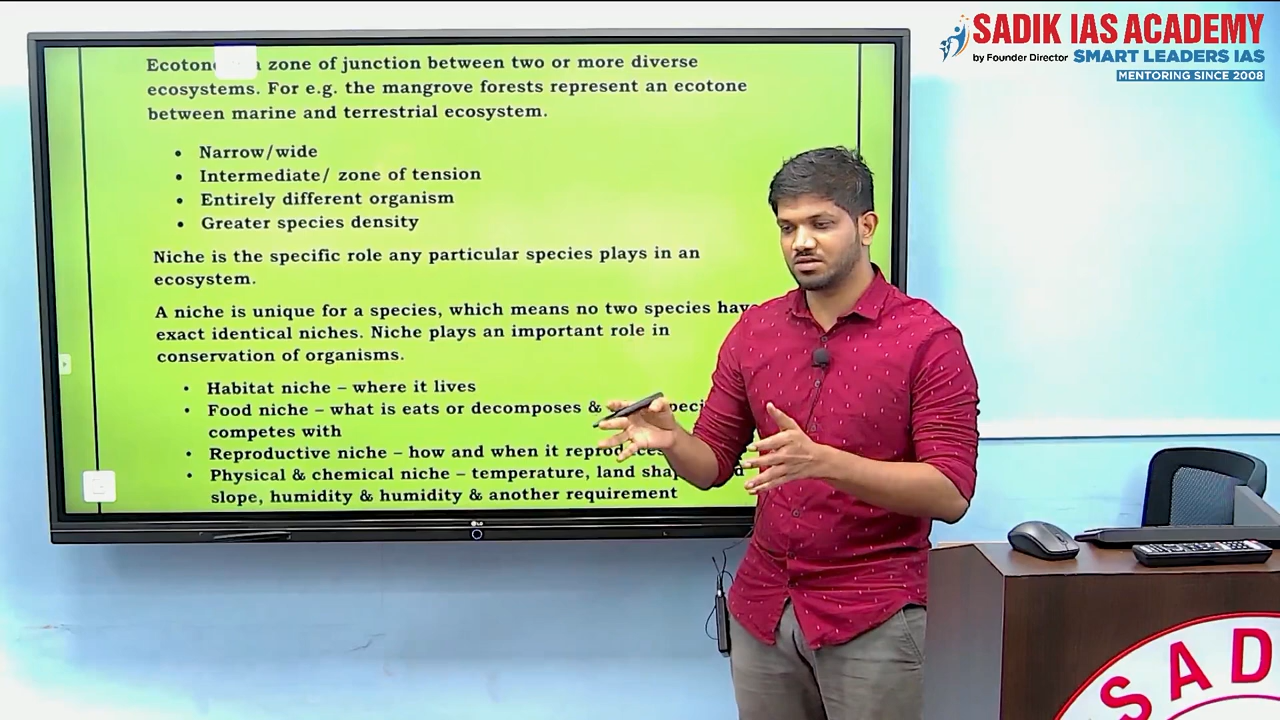 SADIK IAS ACADEMY
by Founder Director SMART LEADERS IAS
MENTORING SINCE 2008
Ecotone a zone of junction between two or more diverse
ecosystems. For e.g. the mangrove forests represent an ecotone
between marine and terrestrial ecosystem.
• Narrow/wide
• Intermediate/ zone of tension
• Entirely different organism
• Greater species density
Niche is the specific role any particular species plays in an
ecosystem.
A niche is unique for a species, which means no two species have
exact identical niches. Niche plays an important role in
conservation of organisms.
• Habitat niche – where it lives
• Food niche – what is eats or decomposes &
competes with
• Reproductive niche – how and when it reproduces
• Physical & chemical niche – temperature, land
slope, humidity & humidity & another requirement
LG
SAD